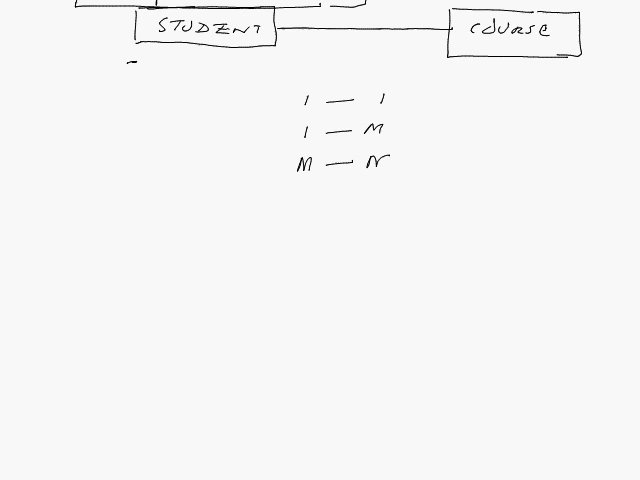 STUDENT COURSE
1 — 1
1 — M
M — N